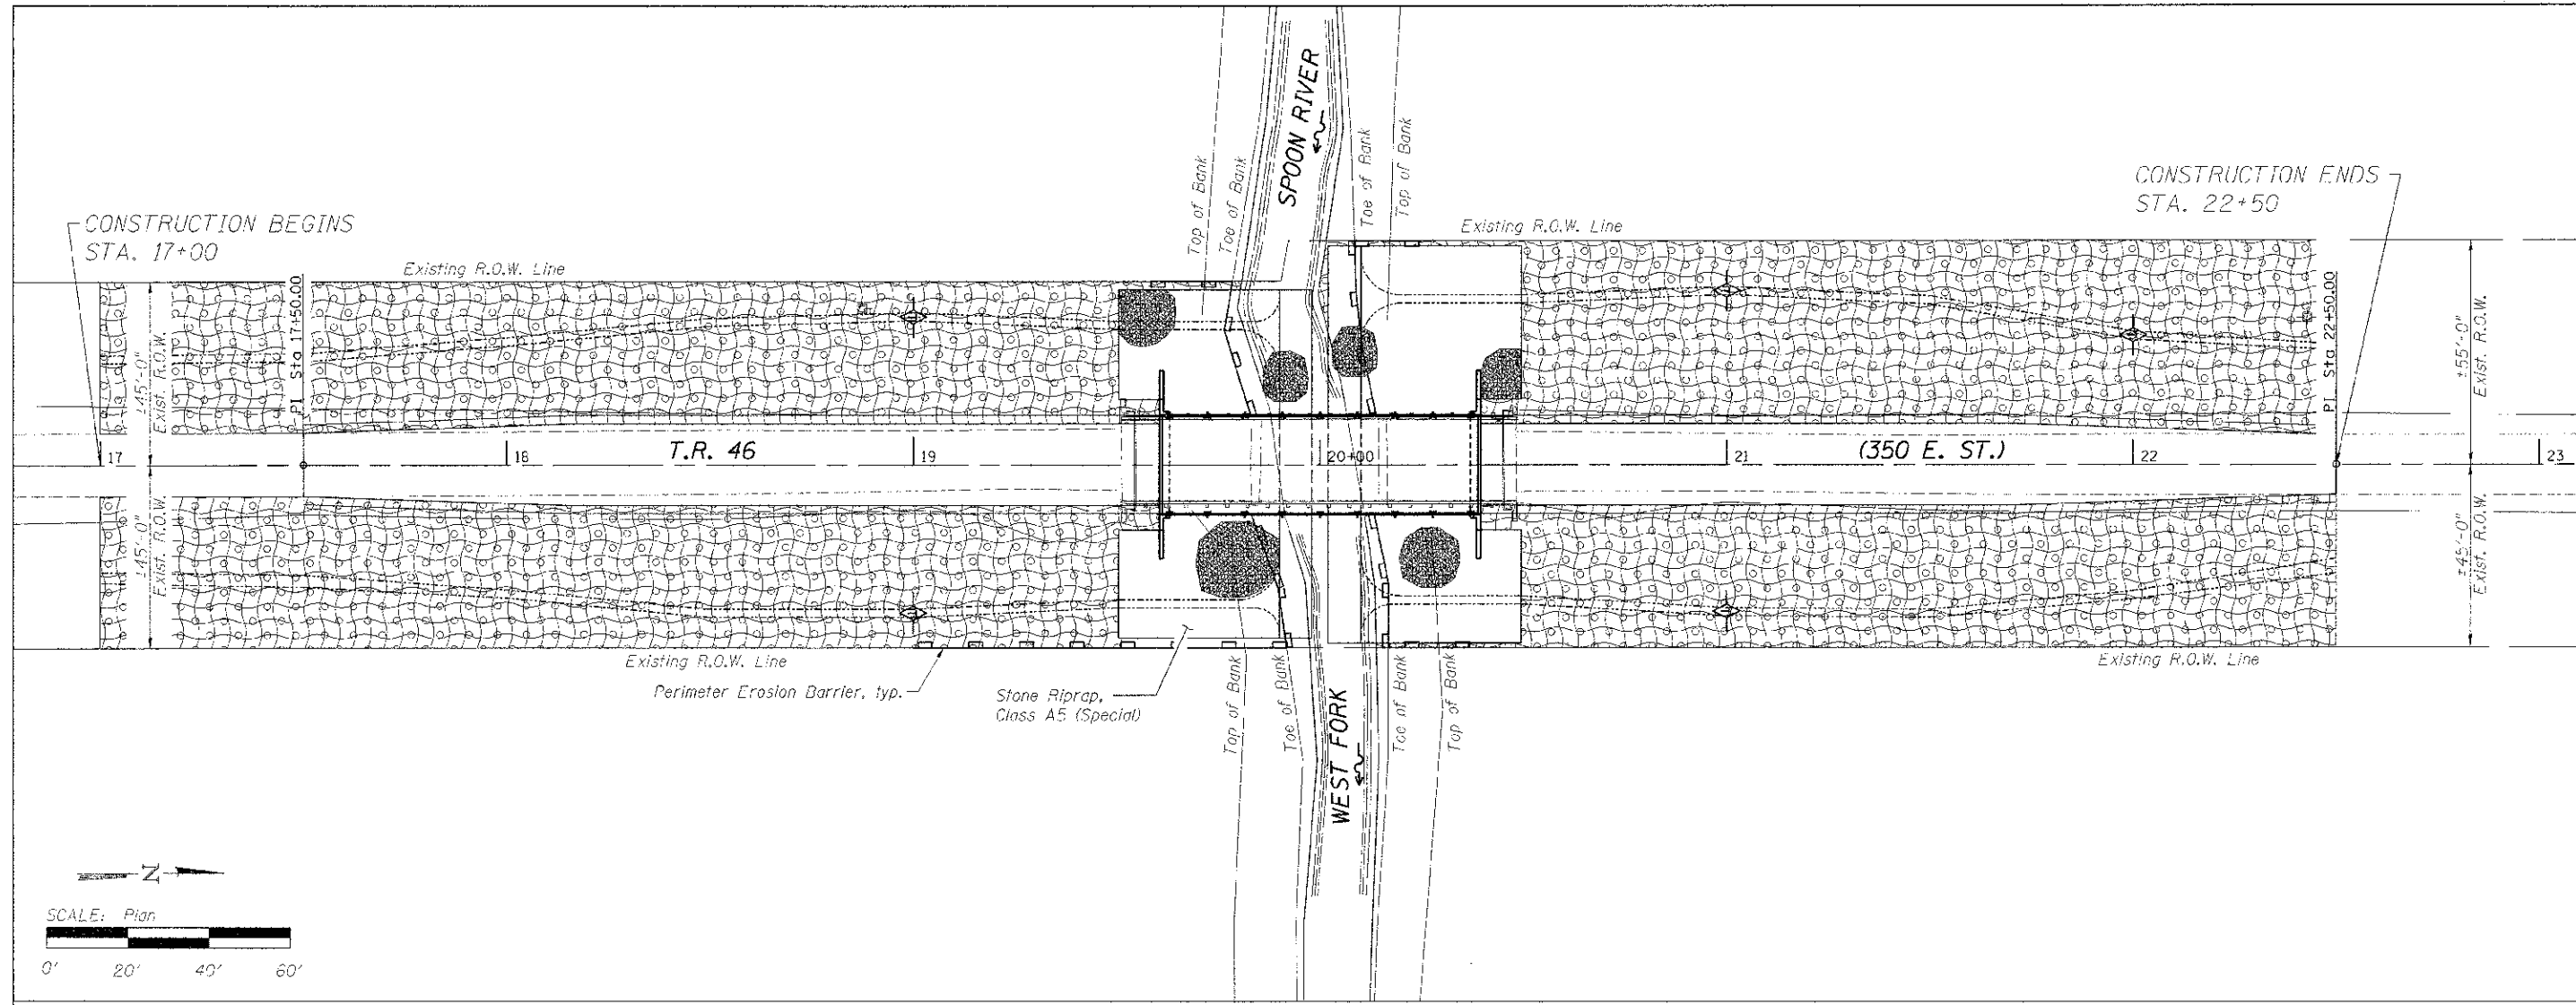 SPOON RIVER
Top of Bank
Toe of Bank
Toe of Bank
Top of Bank
CONSTRUCTION BEGINS
STA. 17+00
CONSTRUCTION ENDS
STA. 22+50
Existing R.O.W. Line
Existing R.O.W. Line
±45'-0"
Exist. R.O.W.
PI Sta 17+50.00
PI Sta 22+50.00
±55'-0"
Exist. R.O.W.
17
18
T.R. 46
19
20+00
21
(350 E. ST.)
22
23
±45'-0"
Exist. R.O.W.
±45'-0"
Exist. R.O.W.
Existing R.O.W. Line
Existing R.O.W. Line
Perimeter Erosion Barrier, typ.
Stone Riprap,
Class A5 (Special)
Top of Bank
Toe of Bank
WEST FORK
Toe of Bank
Top of Bank
N
SCALE: Plan
0' 20' 40' 60'